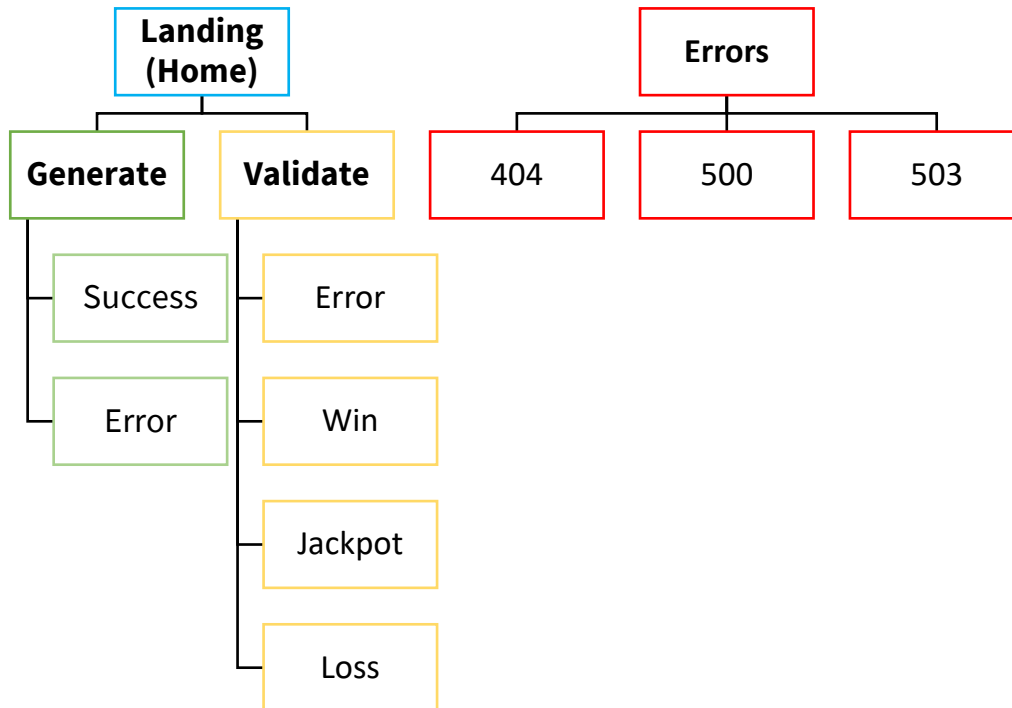 Landing
(Home)
Errors
Generate
Validate
404
500
503
Success
Error
Error
Win
Jackpot
Loss